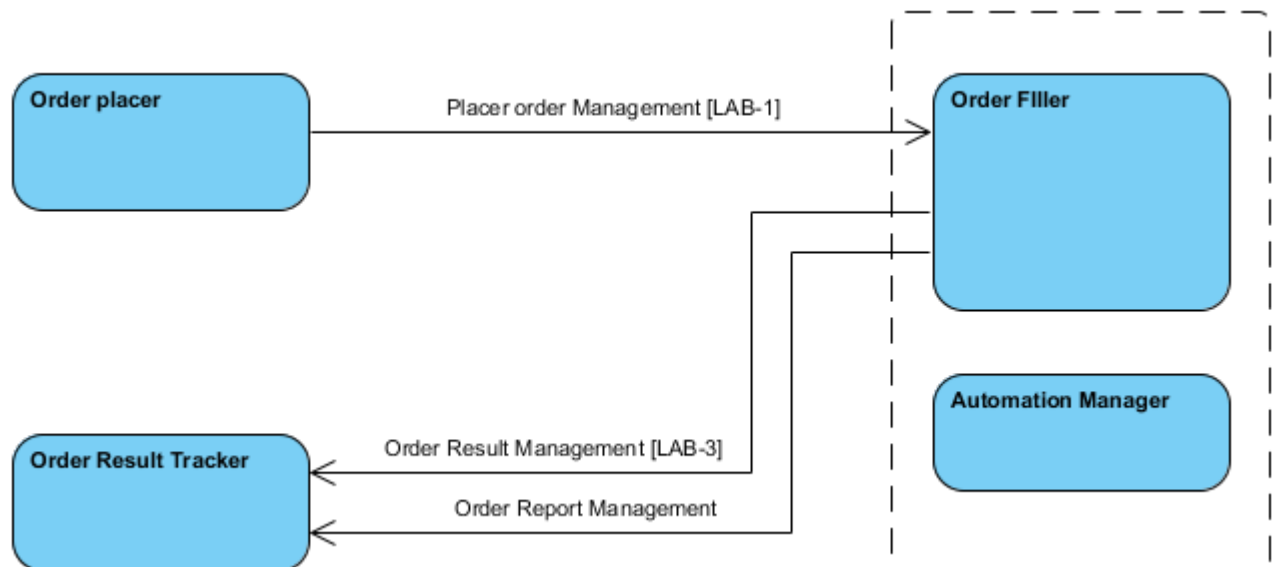 Order placer
Placer order Management [LAB-1]
Order FIller
Automation Manager
Order Result Tracker
Order Result Management [LAB-3]
Order Report Management